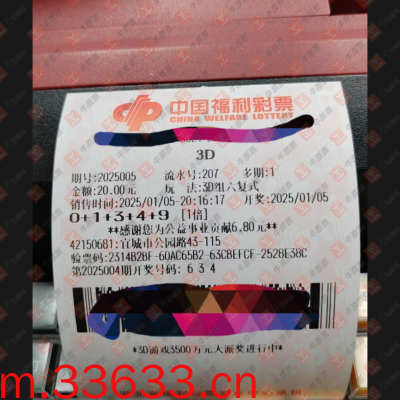 中国福利彩票
CHINA WELFARE LOTTERY
3D
期号:2025005 流水号:207 多期:1
金额:20.00元 玩 法:3D组六复式
销售时间:2025/01/05-20:16:17 开奖:2025/01/05
0+1+3+4+9 [1倍]
**感谢您为公益事业贡献6.80元**
42150681:宜城市公园路43-115
验票码:2314B2BF-60AC65B2-63CBEFCF-2528E38C
第2025004期开奖号码: 6 3 4
*3D游戏3500万元大派奖进行中*
m.33633.cn